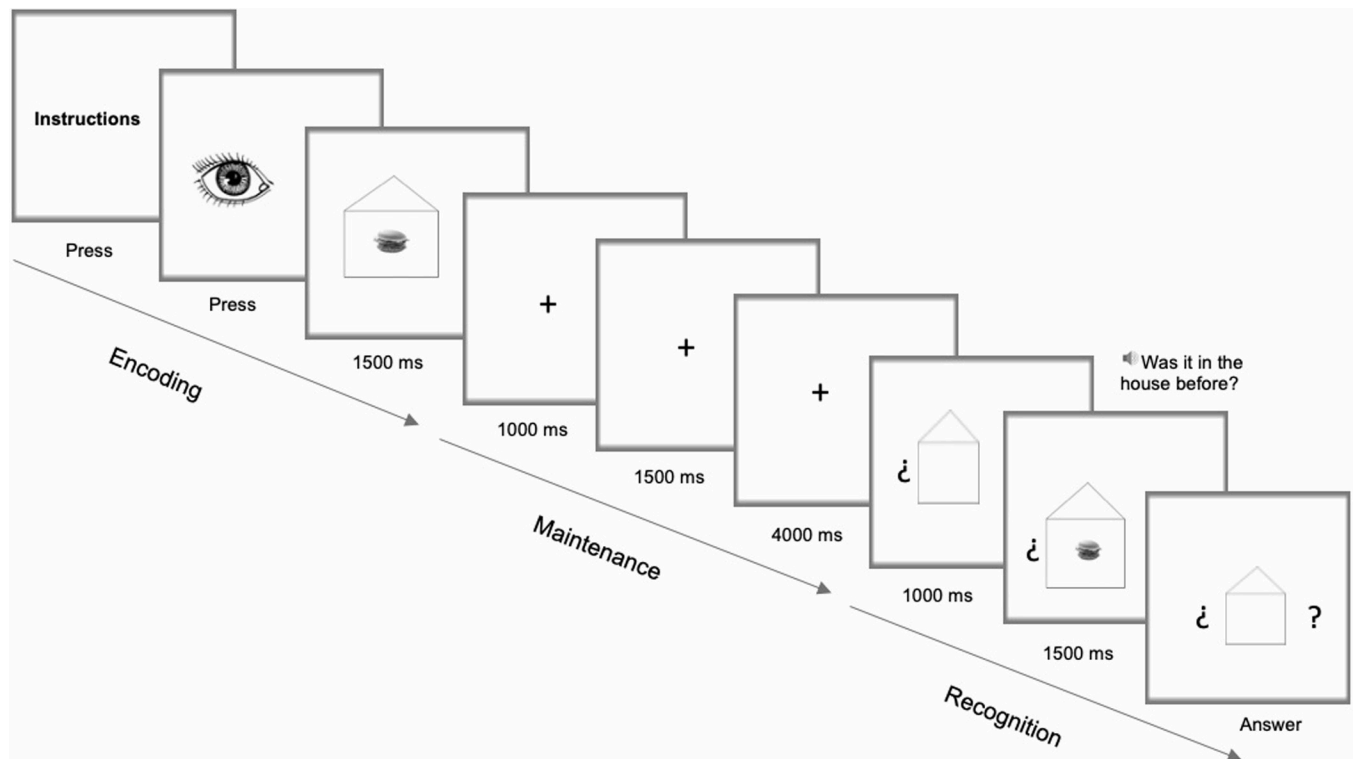 Instructions
Press
Press
1500 ms
+
1000 ms
+
1500 ms
+
4000 ms
¿
1000 ms
Was it in the
house before?
¿
1500 ms
¿ ?
Answer
Encoding
Maintenance
Recognition